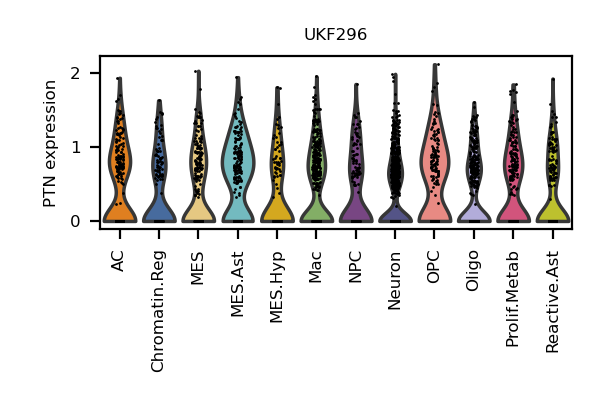 UKF296
PTN expression
2
1
0
AC
Chromatin.Reg
MES
MES.Ast
MES.Hyp
Mac
NPC
Neuron
OPC
Oligo
Prolif.Metab
Reactive.Ast